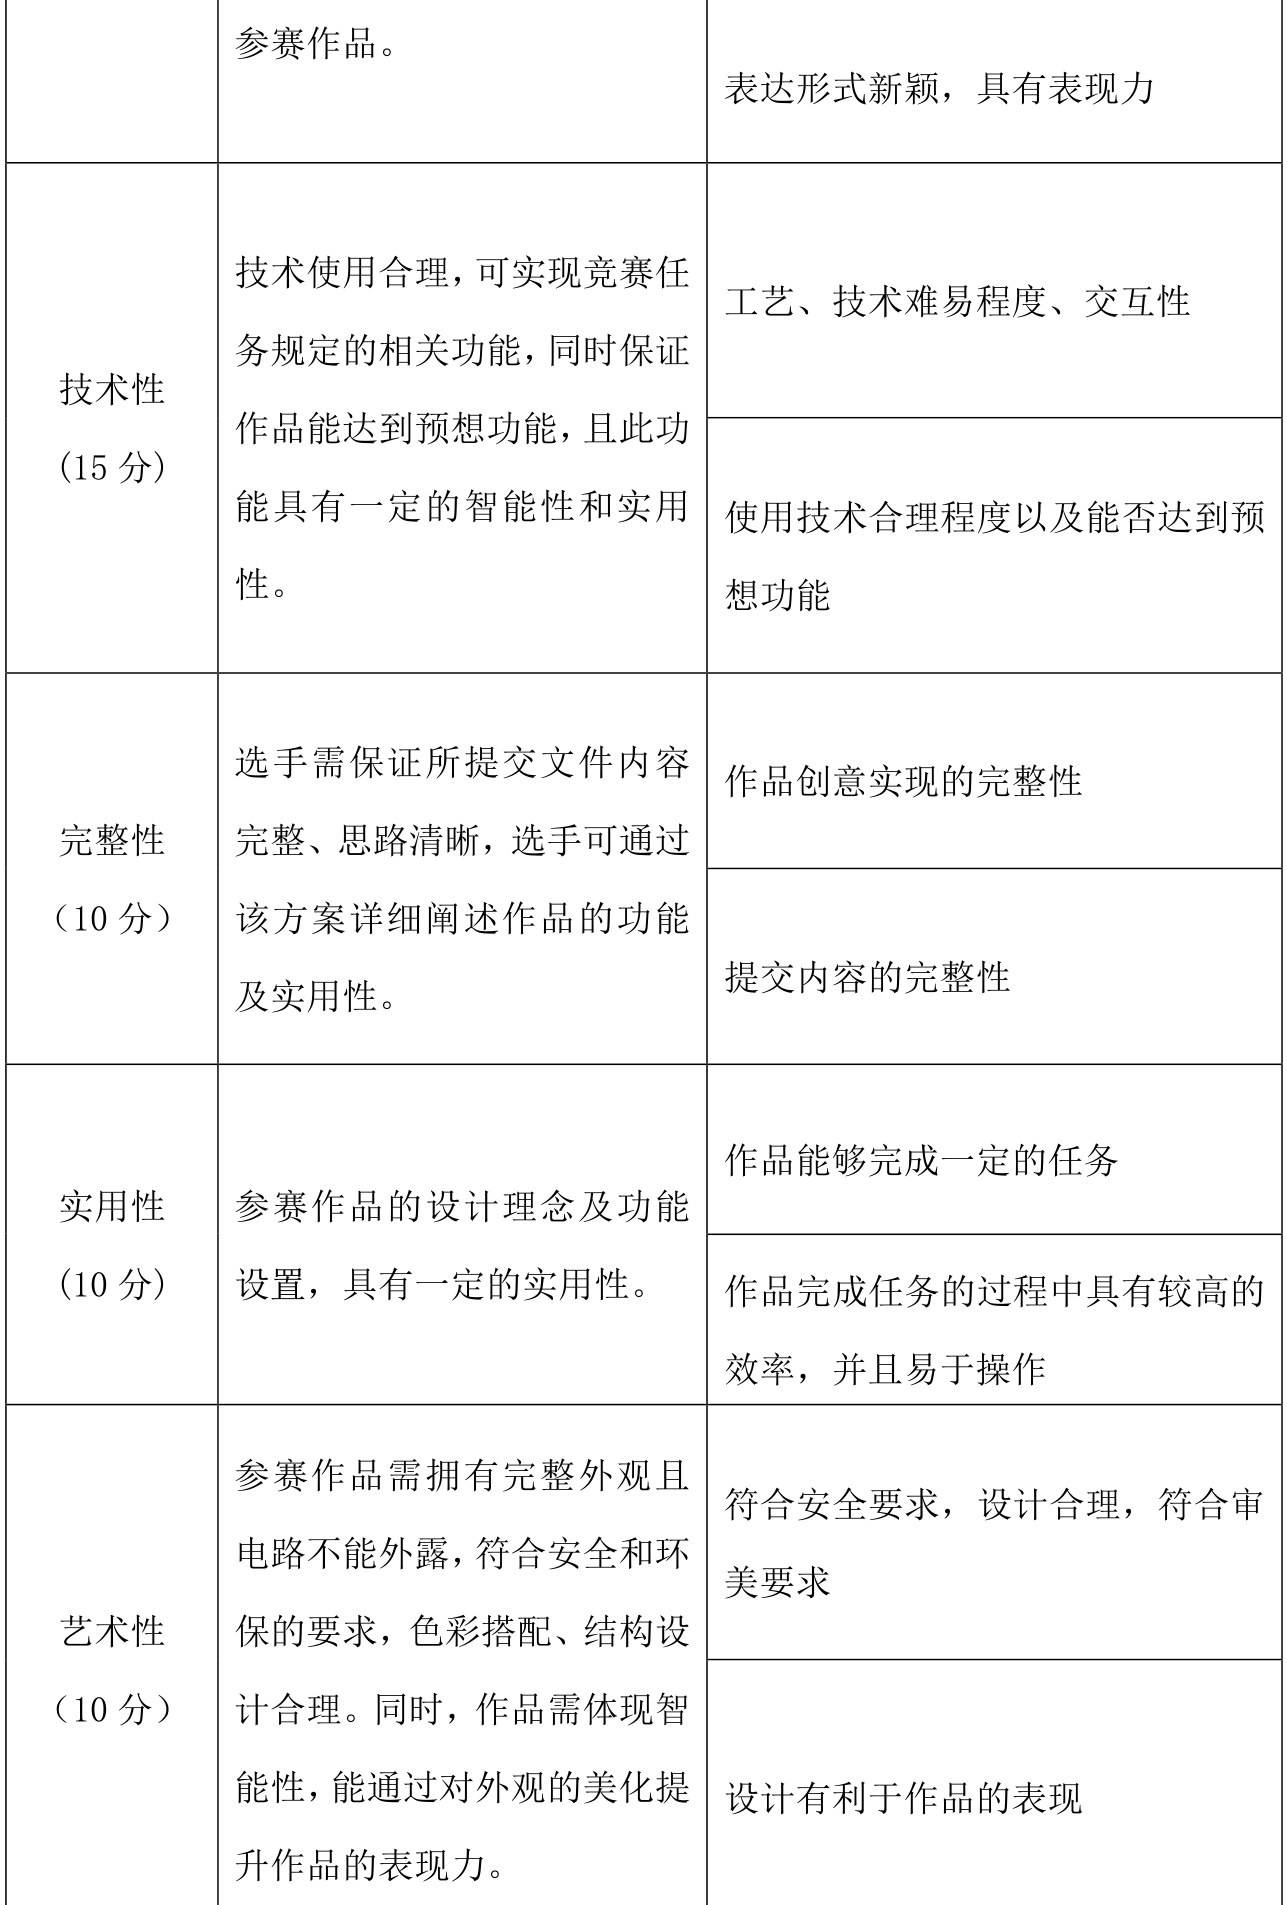 参赛作品。
表达形式新颖，具有表现力
技术性
(15 分)
技术使用合理，可实现竞赛任
务规定的相关功能，同时保证
作品能达到预想功能，且此功
能具有一定的智能性和实用
性。
工艺、技术难易程度、交互性
使用技术合理程度以及能否达到预
想功能
完整性
（10 分）
选手需保证所提交文件内容
完整、思路清晰，选手可通过
该方案详细阐述作品的功能
及实用性。
作品创意实现的完整性
提交内容的完整性
实用性
(10 分)
参赛作品的设计理念及功能
设置，具有一定的实用性。
作品能够完成一定的任务
作品完成任务的过程中具有较高的
效率，并且易于操作
艺术性
（10 分）
参赛作品需拥有完整外观且
电路不能外露，符合安全和环
保的要求，色彩搭配、结构设
计合理。同时，作品需体现智
能性，能通过对外观的美化提
升作品的表现力。
符合安全要求，设计合理，符合审
美要求
设计有利于作品的表现